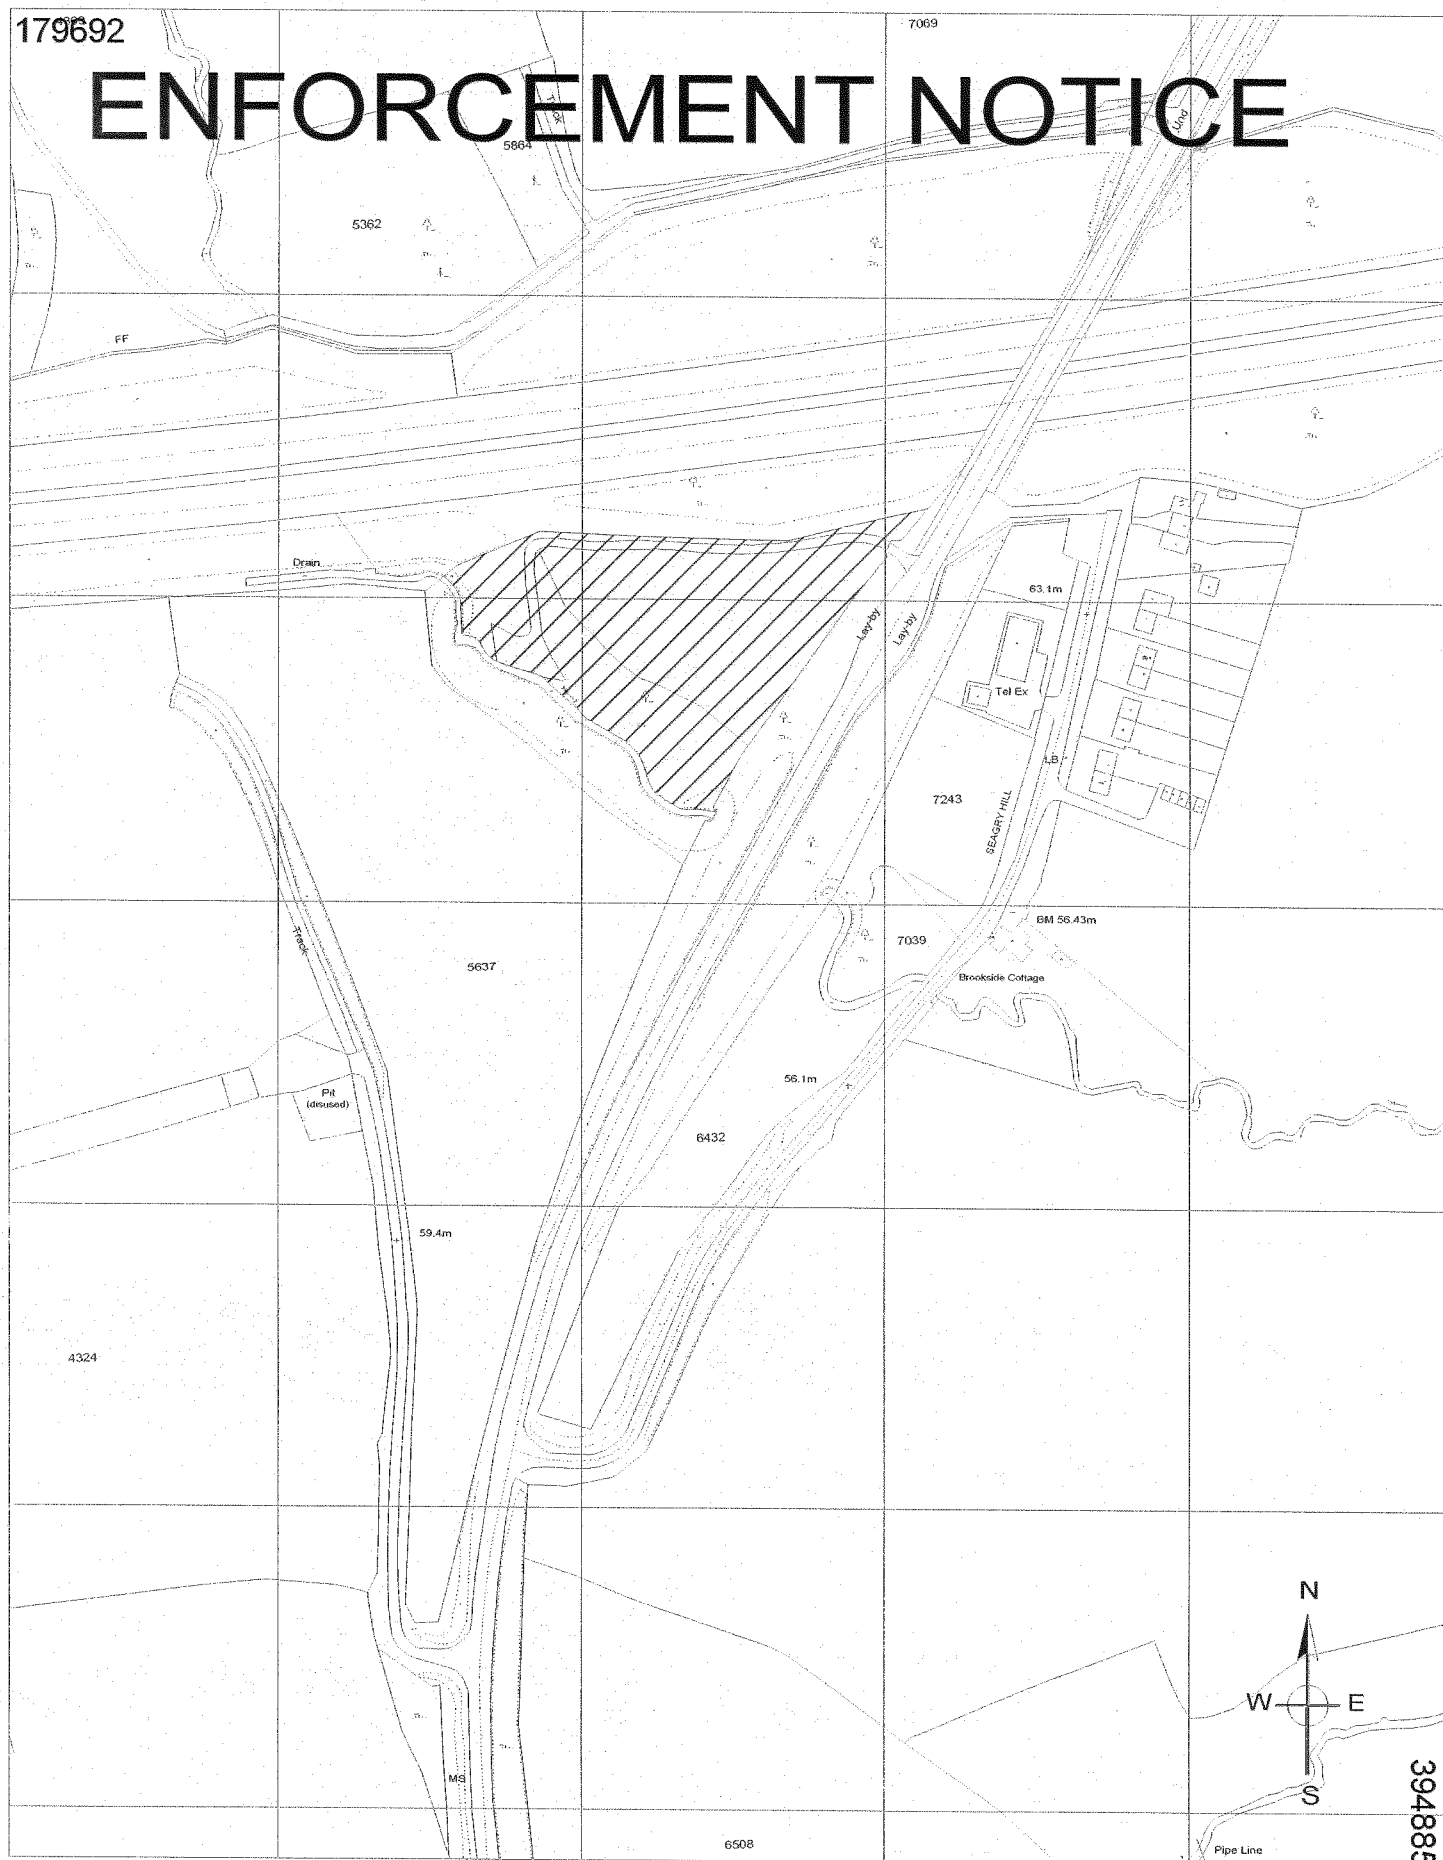 179692
7069
ENFORCEMENT NOTICE
Und
5864
5362
FF
Drain
63.1m
Lay-by
Lay-by
Tel Ex
LB
7243
SEAGRY HILL
BM 56.43m
7039
Track
5637
Brookside Cottage
56.1m
Pit
(disused)
6432
59.4m
4324
N
W E
S
MS
394885
6508
Pipe Line